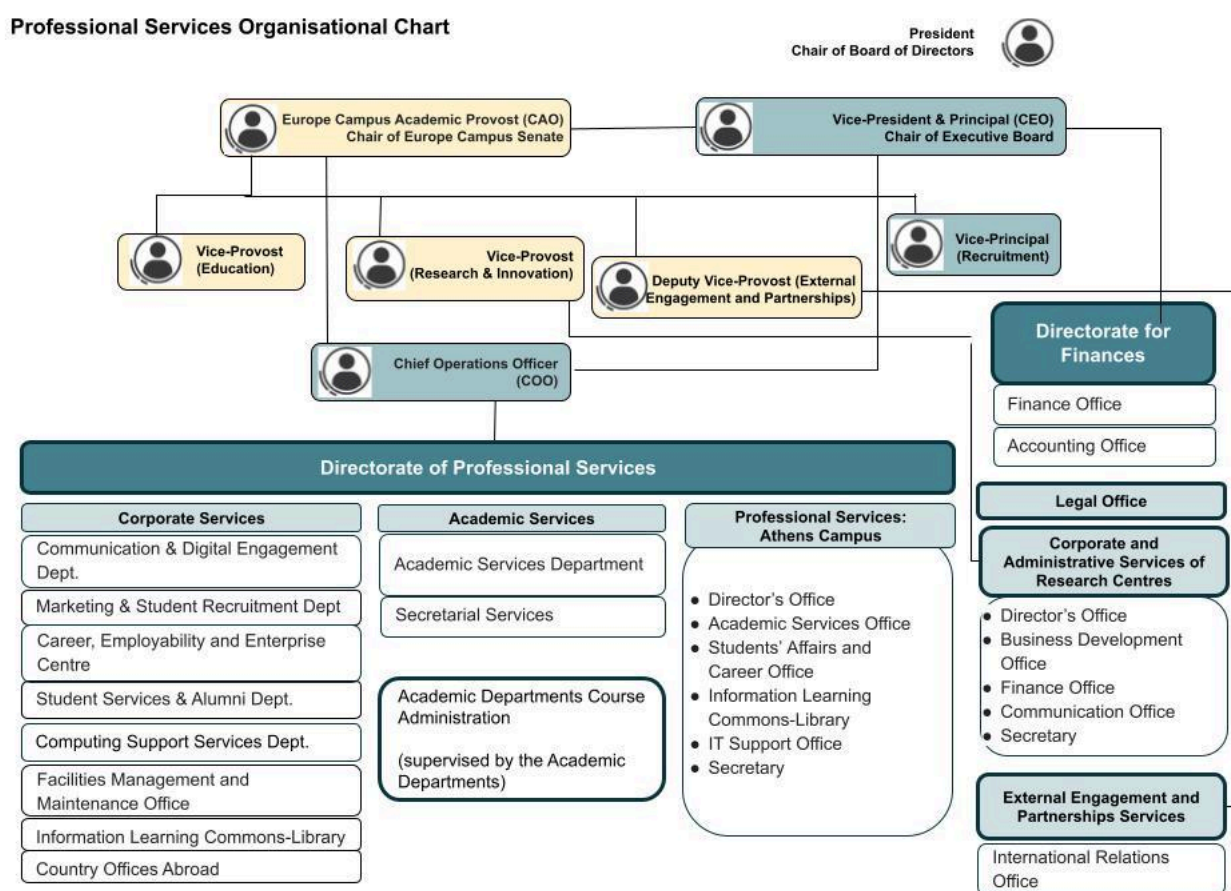 Professional Services Organisational Chart
President
Chair of Board of Directors
Europe Campus Academic Provost (CAO)
Chair of Europe Campus Senate
Vice-President & Principal (CEO)
Chair of Executive Board
Vice-Provost
(Education)
Vice-Provost
(Research & Innovation)
Deputy Vice-Provost (External
Engagement and Partnerships)
Vice-Principal
(Recruitment)
Chief Operations Officer
(COO)
Directorate for
Finances
Finance Office
Accounting Office
Directorate of Professional Services
Corporate Services
Communication & Digital Engagement
Dept.
Marketing & Student Recruitment Dept
Career, Employability and Enterprise
Centre
Student Services & Alumni Dept.
Computing Support Services Dept.
Facilities Management and
Maintenance Office
Information Learning Commons-Library
Country Offices Abroad
Academic Services
Academic Services Department
Secretarial Services
Academic Departments Course
Administration
(supervised by the Academic
Departments)
Professional Services:
Athens Campus
● Director's Office
● Academic Services Office
● Students' Affairs and
Career Office
● Information Learning
Commons-Library
● IT Support Office
● Secretary
Legal Office
Corporate and
Administrative Services of
Research Centres
● Director's Office
● Business Development
Office
● Finance Office
● Communication Office
● Secretary
External Engagement and
Partnerships Services
International Relations
Office